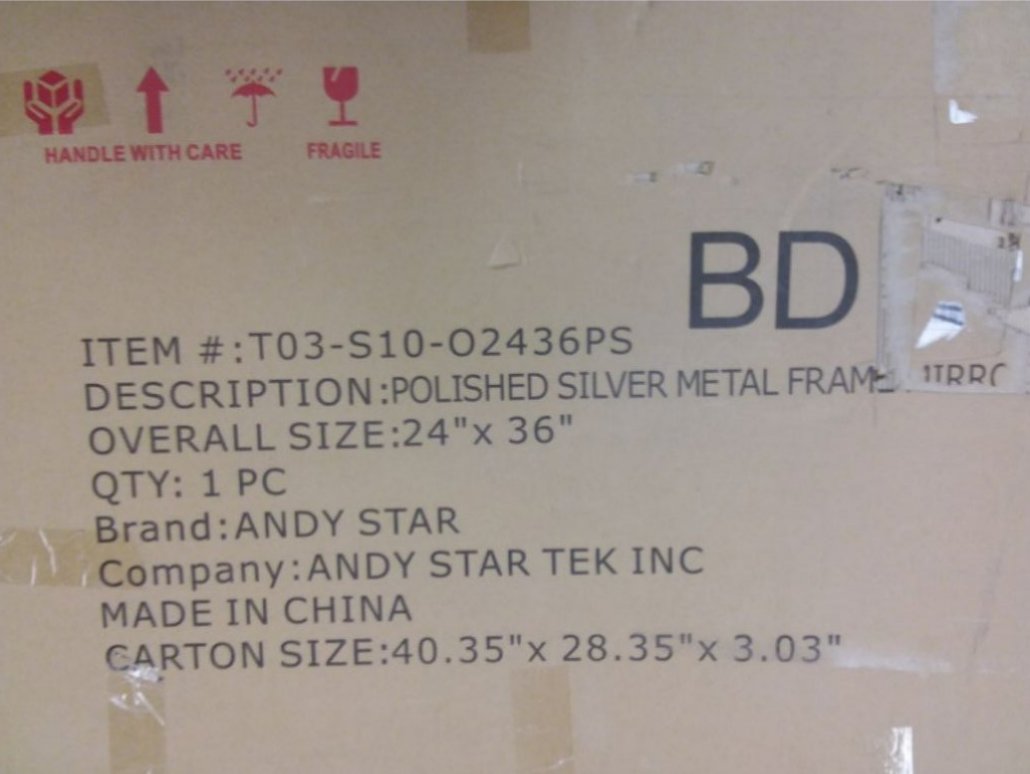 HANDLE WITH CARE FRAGILE
BD
ITEM #:T03-S10-O2436PS
DESCRIPTION:POLISHED SILVER METAL FRAME
OVERALL SIZE:24"x 36"
QTY: 1 PC
Brand:ANDY STAR
Company:ANDY STAR TEK INC
MADE IN CHINA
CARTON SIZE:40.35"x 28.35"x 3.03"